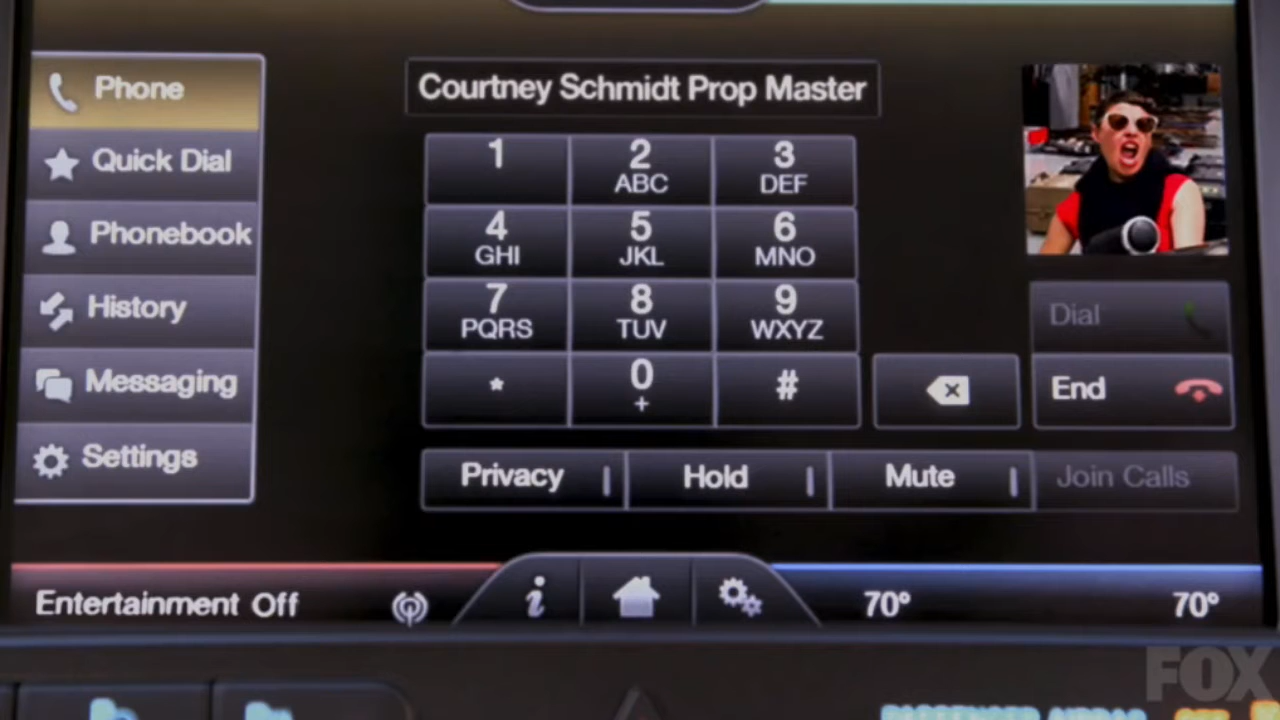 Phone
Quick Dial
Phonebook
History
Messaging
Settings
Courtney Schmidt Prop Master
1
2
ABC
3
DEF
4
GHI
5
JKL
6
MNO
7
PQRS
8
TUV
9
WXYZ
*
0
+
#
Dial
End
Privacy
Hold
Mute
Join Calls
Entertainment Off
i
70°
70°
FOX
PASSENGER AIRBAG